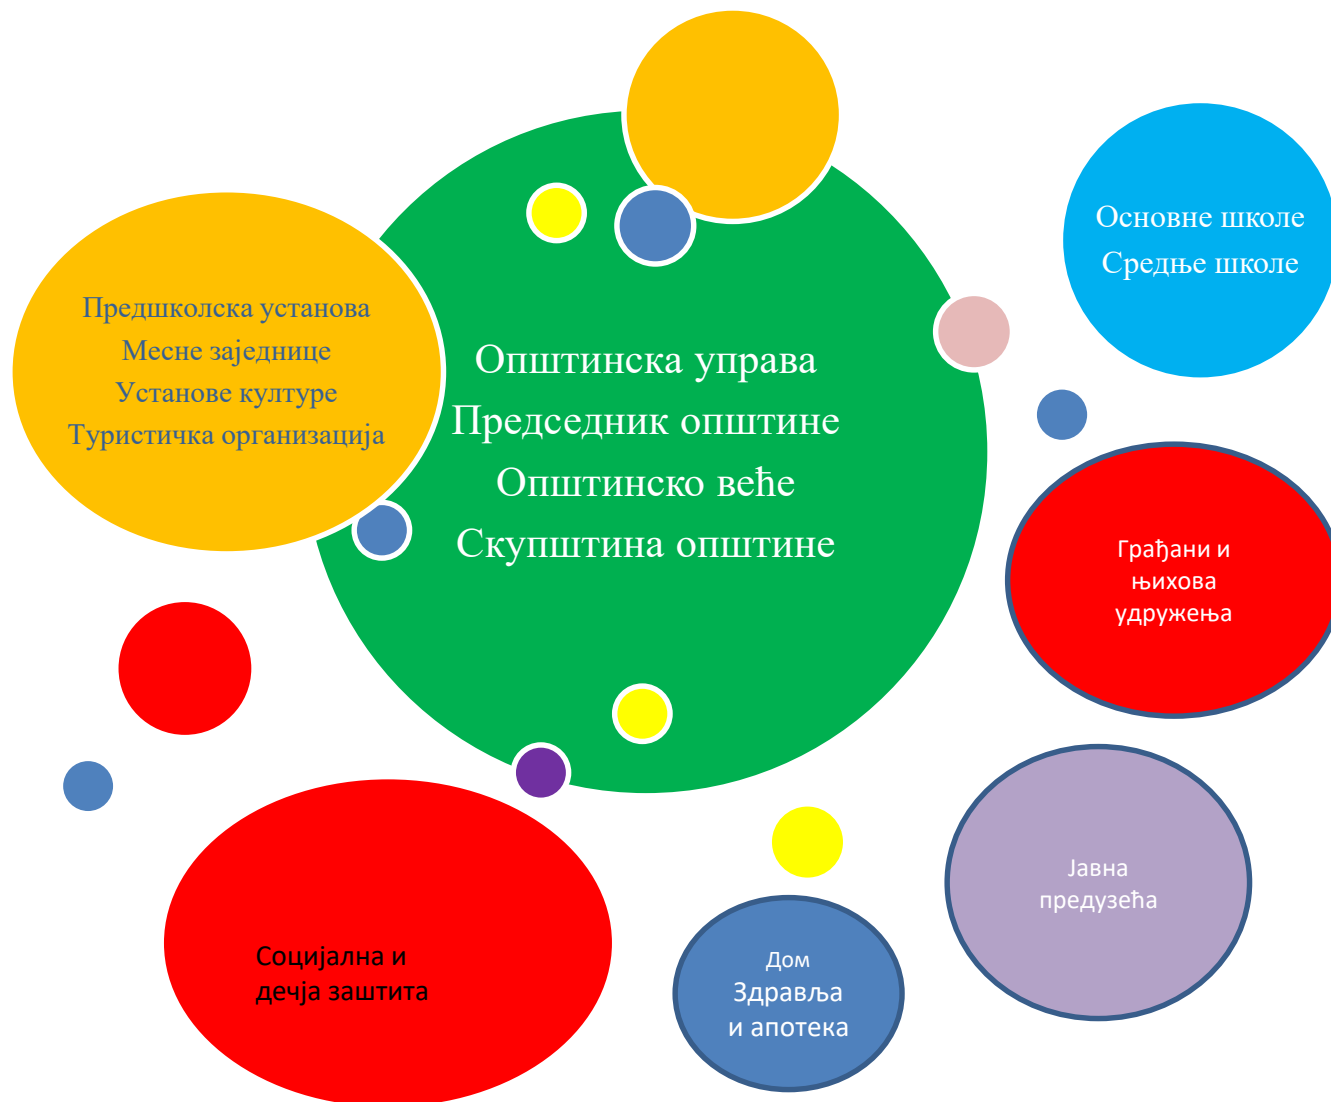 Основне школе
Средње школе
Предшколска установа
Месне заједнице
Установе културе
Туристичка организација
Општинска управа
Председник општине
Општинско веће
Скупштина општине
Грађани и
њихова
удружења
Јавна
предузећа
Социјална и
дечја заштита
Дом
Здравља
и апотека